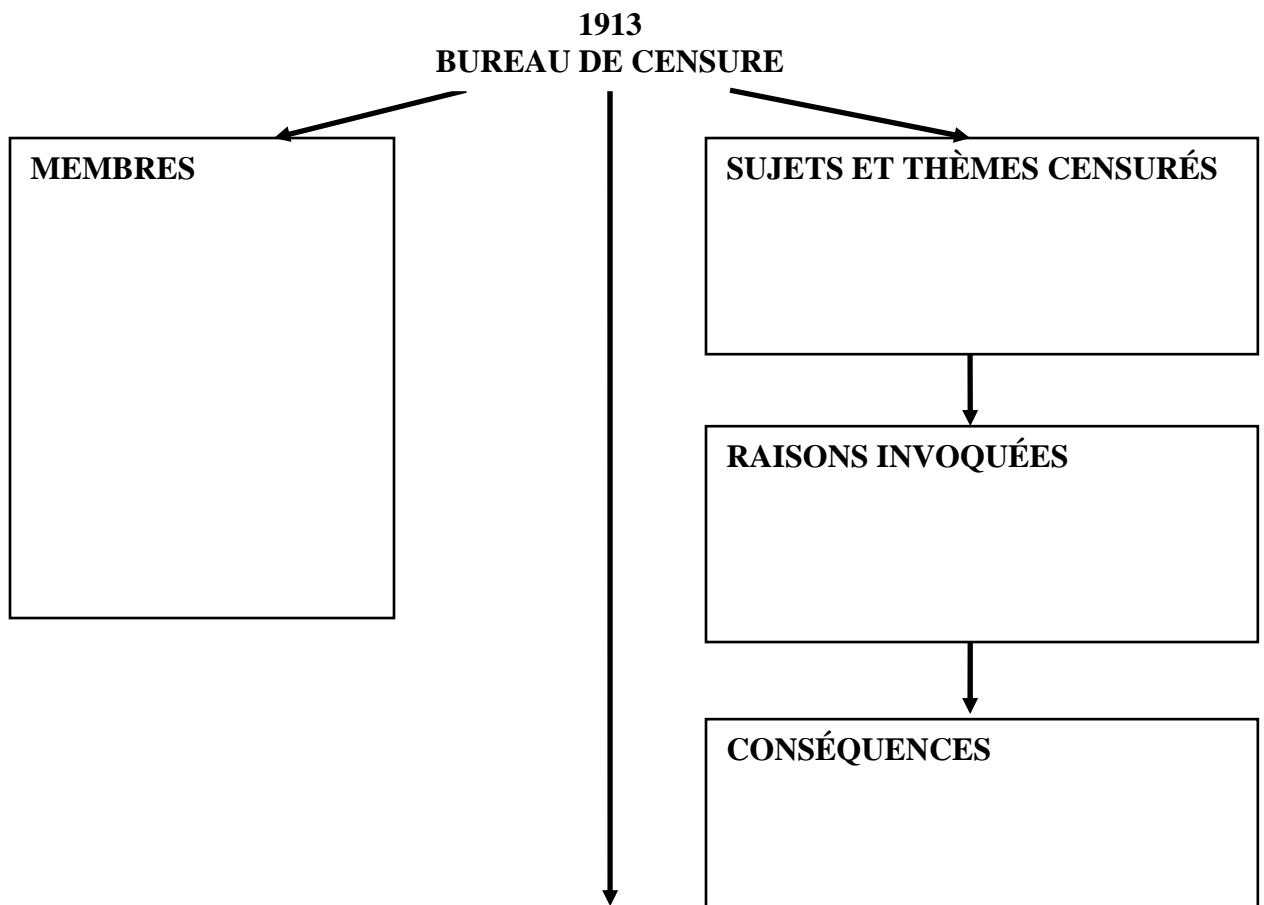 1913
BUREAU DE CENSURE
MEMBRES
SUJETS ET THÈMES CENSURÉS
RAISONS INVOQUÉES
CONSÉQUENCES